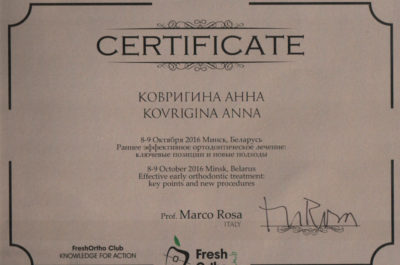 CERTIFICATE
КОВРИГИНА АННА
KOVRIGINA ANNA
8-9 Октября 2016 Минск, Беларусь
Раннее эффективное ортодонтическое лечение:
ключевые позиции и новые подходы
8-9 October 2016 Minsk, Belarus
Effective early orthodontic treatment:
key points and new procedures
Prof. Marco Rosa
ITALY
FreshOrtho Club
KNOWLEDGE FOR ACTION
Fresh